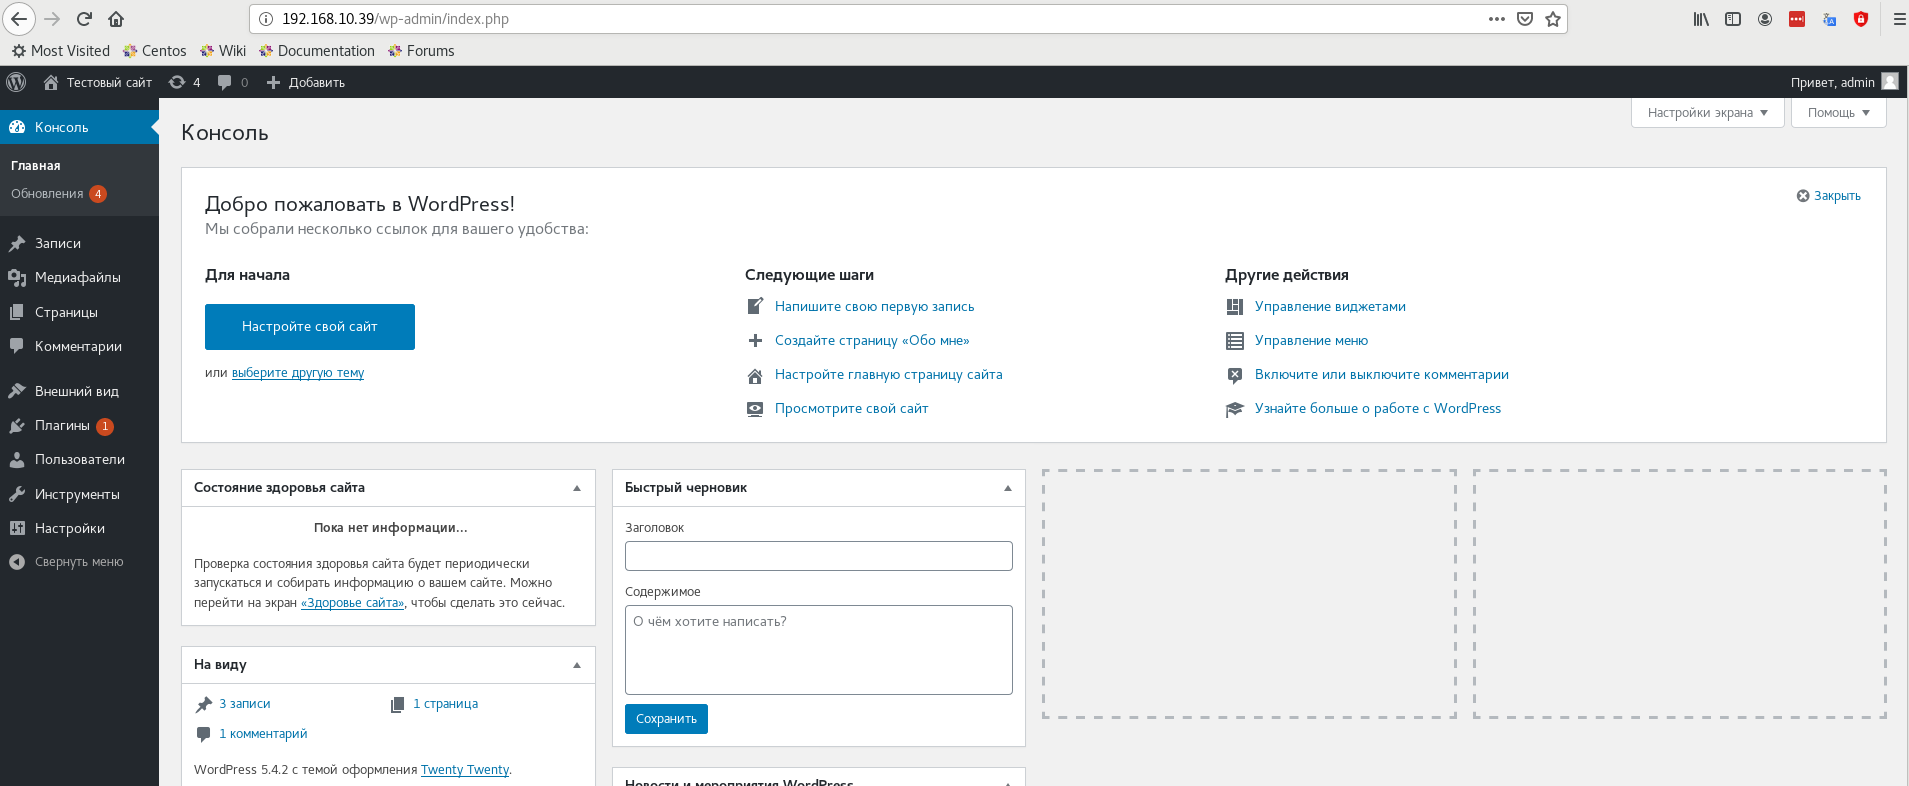 192.168.10.39/wp-admin/index.php
Most Visited Centos Wiki Documentation Forums
Тестовый сайт 4 0 Добавить Привет, admin
Консоль
Главная
Обновления 4
Записи
Медиафайлы
Страницы
Комментарии
Внешний вид
Плагины 1
Пользователи
Инструменты
Настройки
Свернуть меню
Настройки экрана Помощь
Консоль
Закрыть
Добро пожаловать в WordPress!
Мы собрали несколько ссылок для вашего удобства:
Для начала
Настройте свой сайт
или выберите другую тему
Следующие шаги
Напишите свою первую запись
Создайте страницу «Обо мне»
Настройте главную страницу сайта
Просмотрите свой сайт
Другие действия
Управление виджетами
Управление меню
Включите или выключите комментарии
Узнайте больше о работе с WordPress
Состояние здоровья сайта
Пока нет информации...
Проверка состояния здоровья сайта будет периодически
запускаться и собирать информацию о вашем сайте. Можно
перейти на экран «Здоровье сайта», чтобы сделать это сейчас.
На виду
3 записи 1 страница
1 комментарий
WordPress 5.4.2 с темой оформления Twenty Twenty.
Быстрый черновик
Заголовок
Содержимое
О чём хотите написать?
Сохранить
Новости и мероприятия WordPress